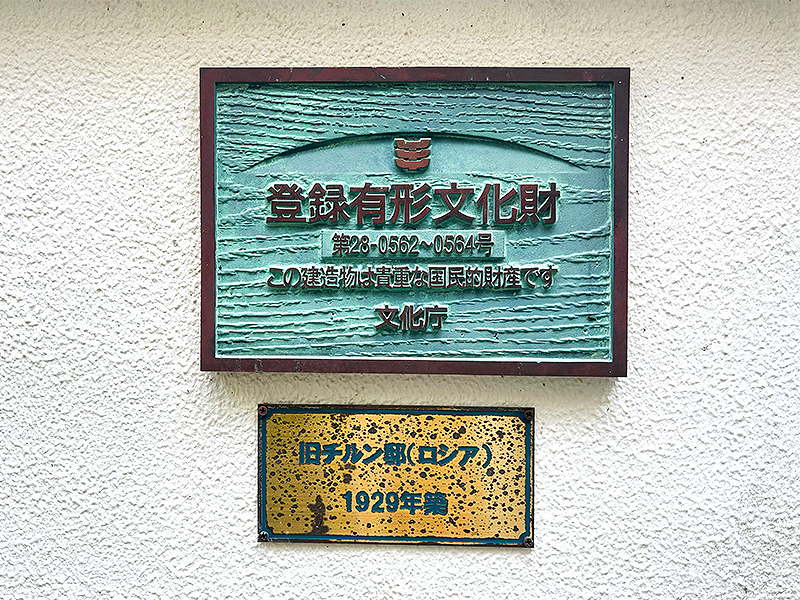 登録有形文化財
第28-0562~0564号
この建造物は貴重な国民的財産です
文化庁
旧チルン邸(ロシア)
1929年築